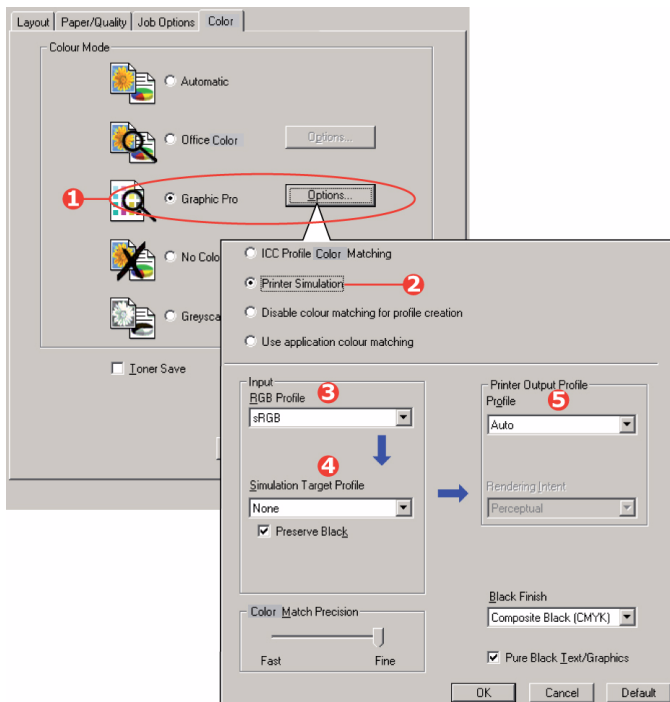 Layout Paper/Quality Job Options Color
Colour Mode
Automatic
Office Color Options...
1 Graphic Pro Options...
No Colo
Greysca
Toner Save
ICC Profile Color Matching
Printer Simulation 2
Disable colour matching for profile creation
Use application colour matching
Input
RGB Profile 3
sRGB
4
Simulation Target Profile
None
Preserve Black
Color Match Precision
Fast Fine
Printer Output Profile
Profile 5
Auto
Rendering Intent
Perceptual
Black Finish
Composite Black (CMYK)
Pure Black Text/Graphics
OK Cancel Default